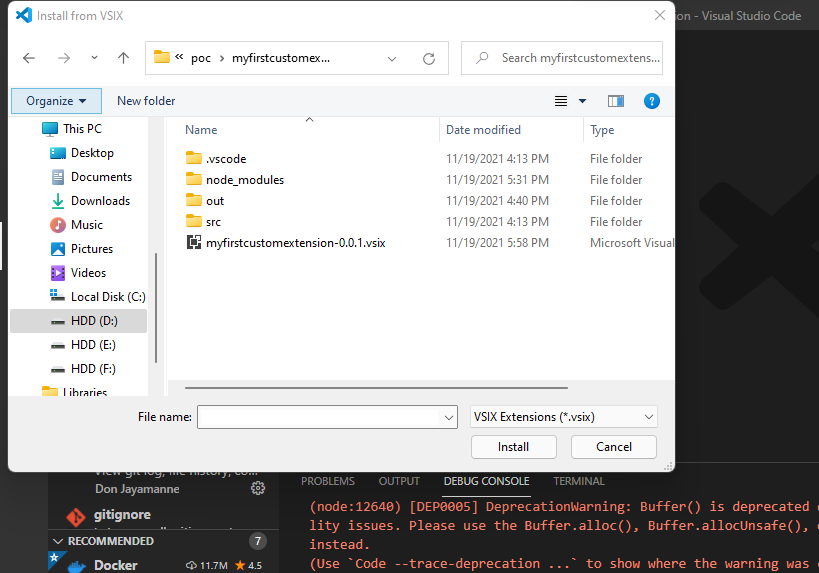 Install from VSIX
ion - Visual Studio Code
« poc > myfirstcustomex...
Search myfirstcustomextens...
Organize
New folder
?
This PC
Desktop
Documents
Downloads
Music
Pictures
Videos
Local Disk (C:)
HDD (D:)
HDD (E:)
HDD (F:)
Libraries
Name Date modified Type
.vscode 11/19/2021 4:13 PM File folder
node_modules 11/19/2021 5:31 PM File folder
out 11/19/2021 4:40 PM File folder
src 11/19/2021 4:13 PM File folder
myfirstcustomextension-0.0.1.vsix 11/19/2021 5:58 PM Microsoft Visual
File name:
VSIX Extensions (*.vsix)
Install
Cancel
View git log, file history, co...
Don Jayamanne
gitignore
RECOMMENDED 7
Docker 11.7M 4.5
PROBLEMS OUTPUT DEBUG CONSOLE TERMINAL
(node:12640) [DEP0005] DeprecationWarning: Buffer() is deprecated
lity issues. Please use the Buffer.alloc(), Buffer.allocUnsafe(),
instead.
(Use `Code --trace-deprecation ...` to show where the warning was